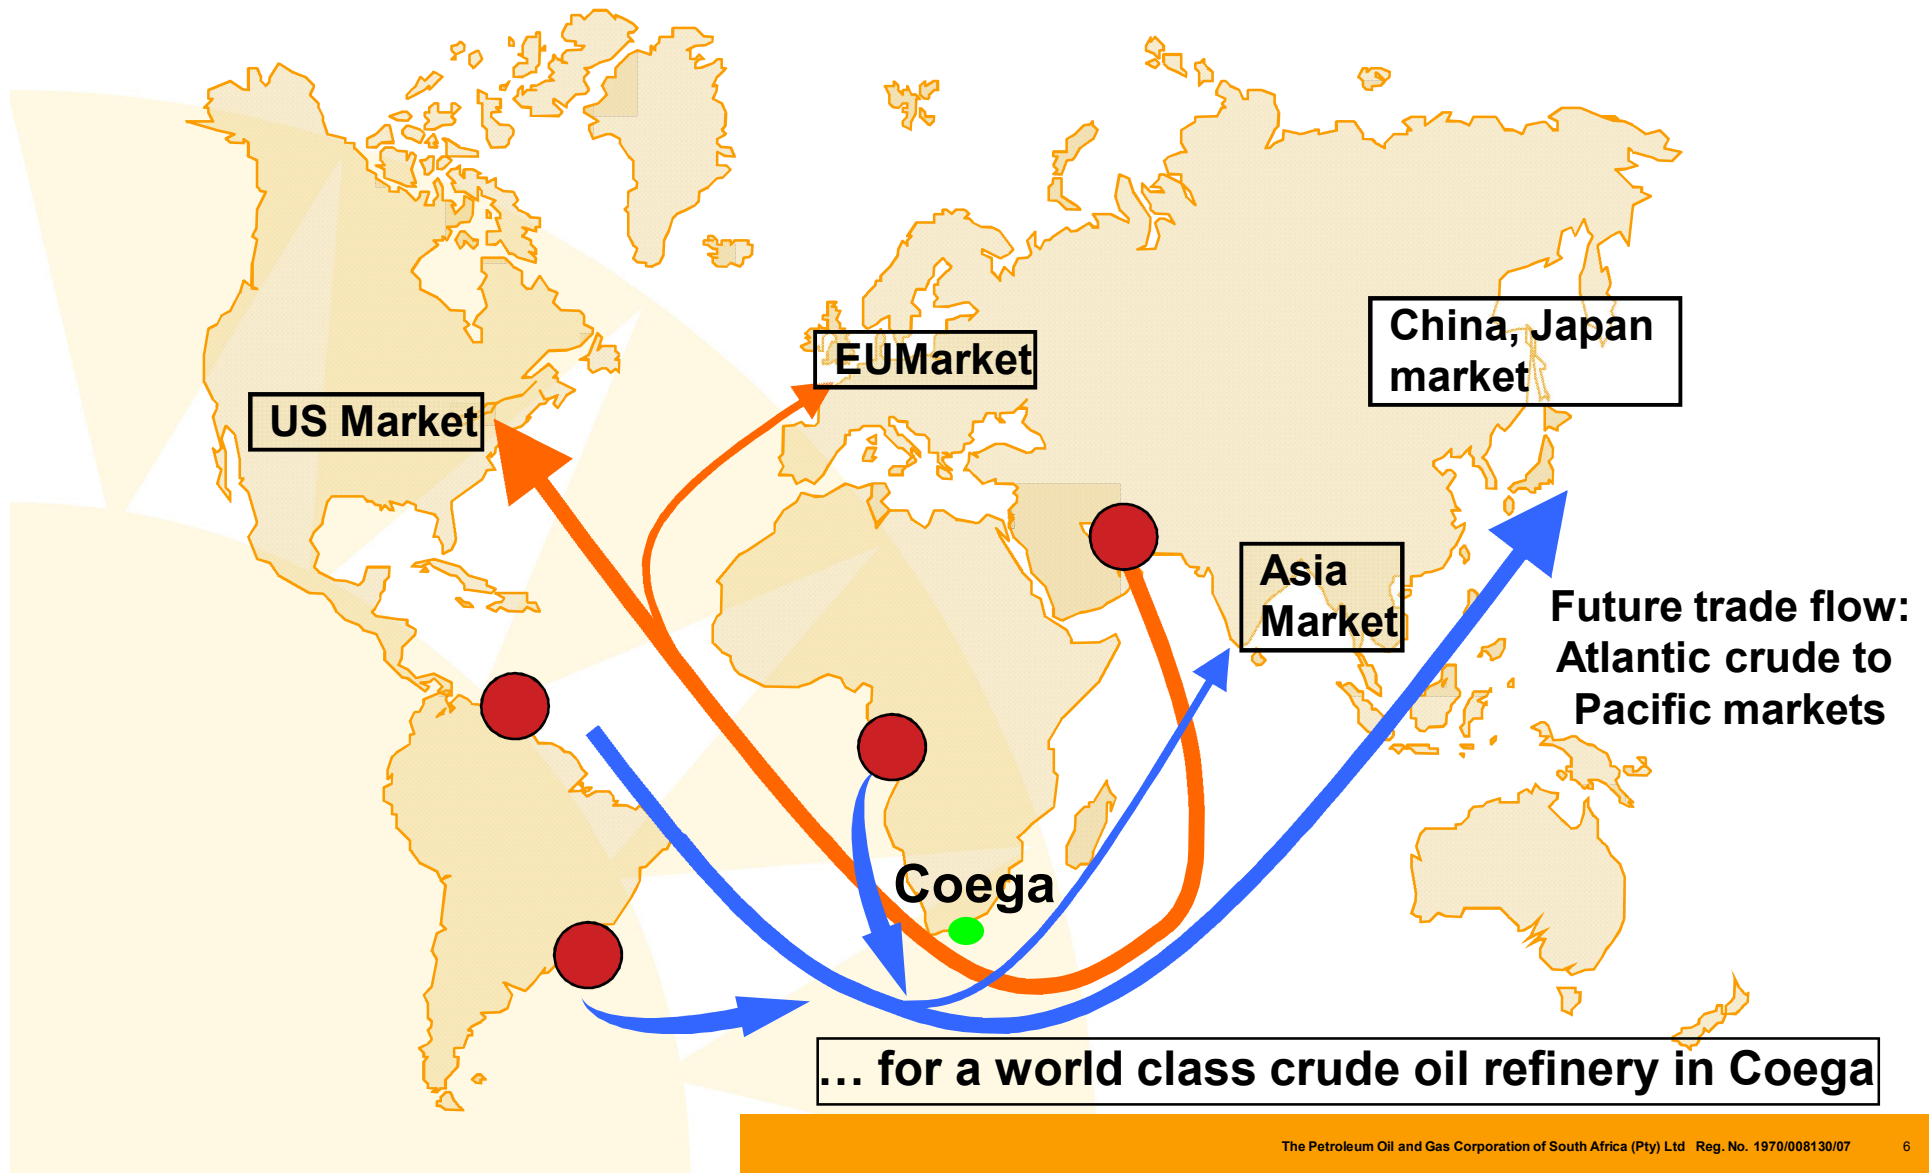 EUMarket
China, Japan
market
US Market
Asia
Market
Future trade flow:
Atlantic crude to
Pacific markets
Coega
... for a world class crude oil refinery in Coega
The Petroleum Oil and Gas Corporation of South Africa (Pty) Ltd Reg. No. 1970/008130/07 6